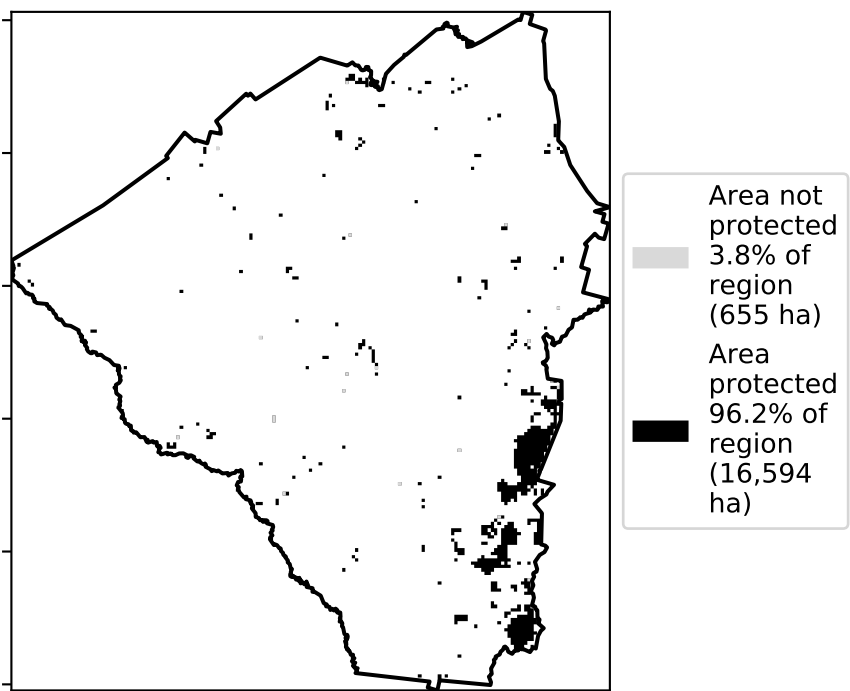 Area not
protected
3.8% of
region
(655 ha)
Area
protected
96.2% of
region
(16,594
ha)